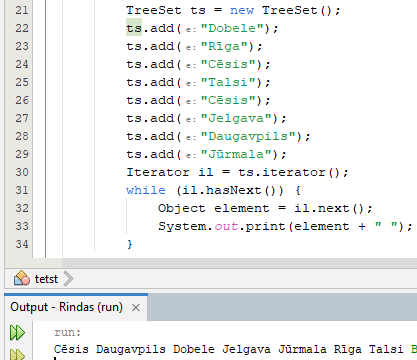 21 TreeSet ts = new TreeSet();
22 ts.add(e:"Dobele");
23 ts.add(e:"Rīga");
24 ts.add(e:"Cēsis");
25 ts.add(e:"Talsi");
26 ts.add(e:"Cēsis");
27 ts.add(e:"Jelgava");
28 ts.add(e:"Daugavpils");
29 ts.add(e:"Jūrmala");
30 Iterator il = ts.iterator();
31 while (il.hasNext()) {
32 Object element = il.next();
33 System.out.print(element + " ");
34 }
tetst
Output - Rindas (run) ×
run:
Cēsis Daugavpils Dobele Jelgava Jūrmala Rīga Talsi